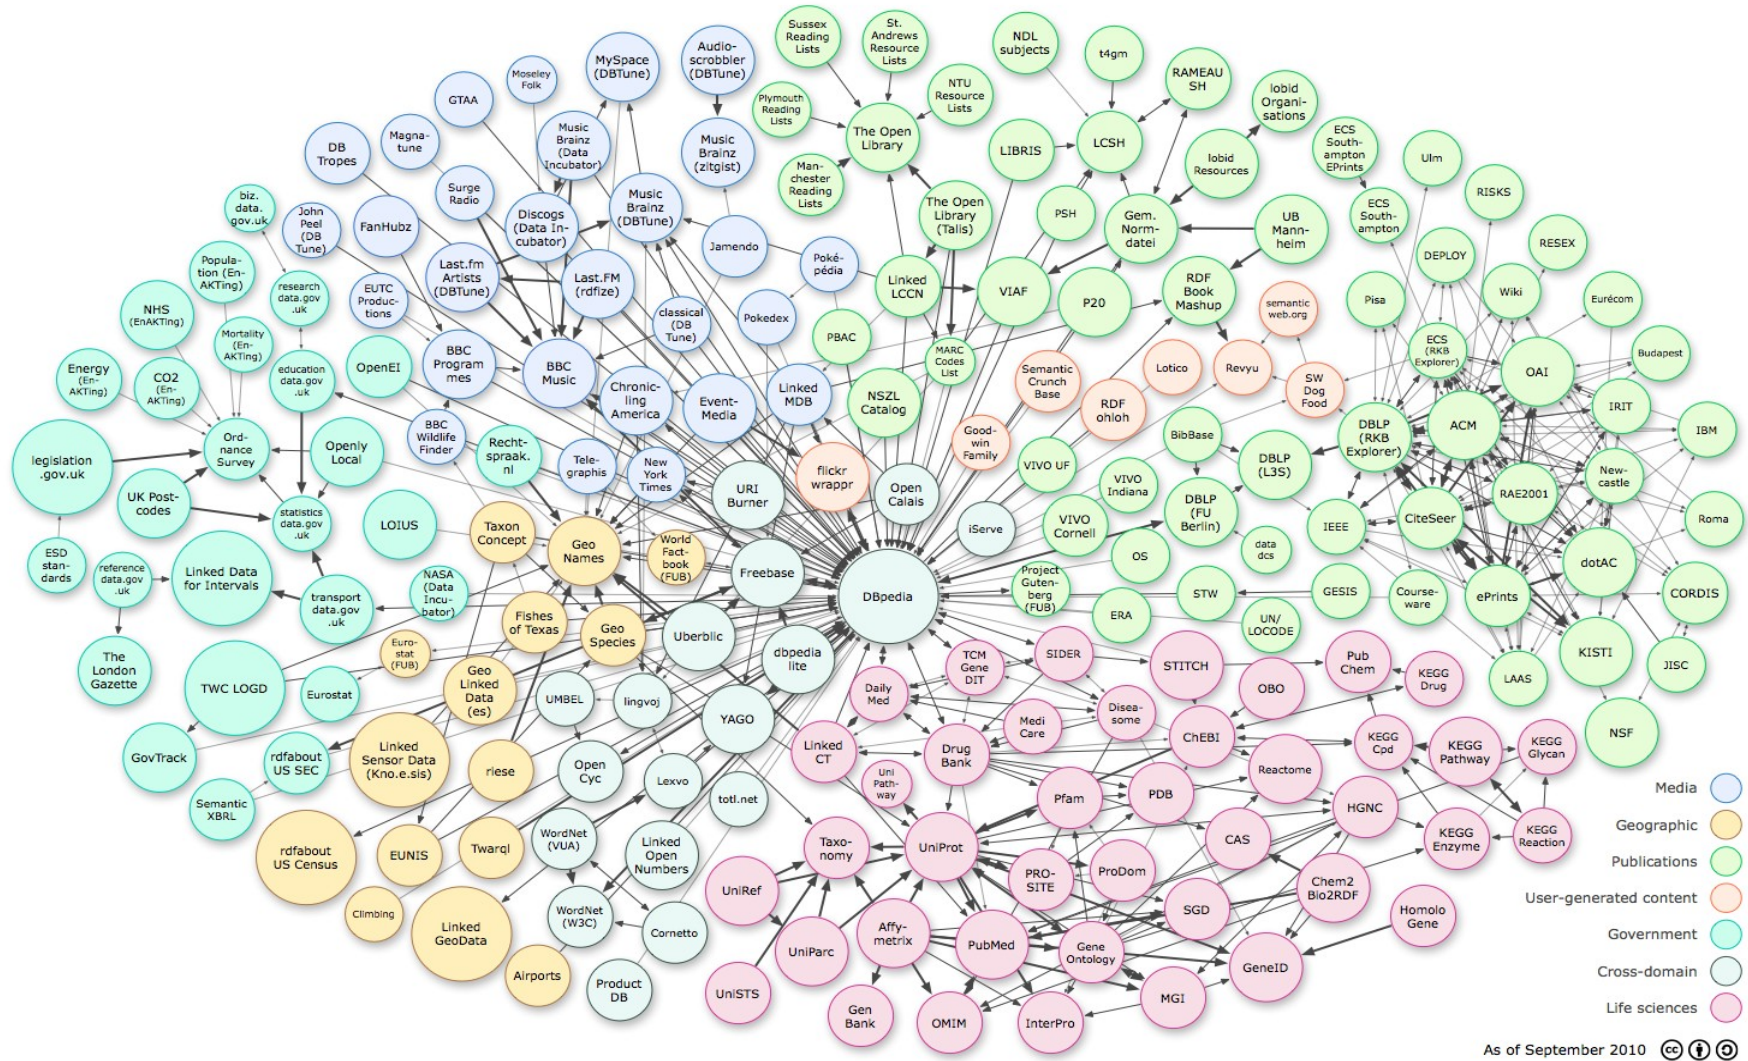 Sussex
Reading
Lists
St.
Andrews
Resource
Lists
NDL
subjects
t4gm
RAMEAU
SH
lobid
Organi-
sations
Audio-
scrobbler
(DBTune)
MySpace
(DBTune)
Moseley
Folk
GTAA
Plymouth
Reading
Lists
NTU
Resource
Lists
The Open
Library
LIBRIS
LCSH
lobid
Resources
ECS
South-
ampton
EPrints
Ulm
DB
Tropes
Magna-
tune
Music
Brainz
(Data
Incubator)
Music
Brainz
(zitgist)
Man-
chester
Reading
Lists
RISKS
biz.
data.
gov.uk
John
Peel
(DB
Tune)
FanHubz
Surge
Radio
Discogs
(Data In-
cubator)
Music
Brainz
(DBTune)
The Open
Library
(Talis)
PSH
Gem.
Norm-
datei
UB
Mann-
heim
ECS
South-
ampton
RESEX
DEPLOY
Popula-
tion (En-
AKTing)
research
data.gov
.uk
EUTC
Produc-
tions
Last.fm
Artists
(DBTune)
Last.FM
(rdfize)
Jamendo
Poké-
pédia
Linked
LCCN
VIAF
P20
RDF
Book
Mashup
semantic
web.org
Pisa
Wiki
Eurécom
NHS
(EnAKTing)
Mortality
(En-
AKTing)
classical
(DB
Tune)
Pokedex
PBAC
MARC
Codes
List
ECS
(RKB
Explorer)
Budapest
Energy
(En-
AKTing)
CO2
(En-
AKTing)
education
data.gov
.uk
OpenEI
BBC
Program
mes
BBC
Music
Chronic-
ling
America
Event-
Media
Linked
MDB
NSZL
Catalog
Semantic
Crunch
Base
RDF
ohloh
Lotico
Revyu
SW
Dog
Food
OAI
IRIT
IBM
legislation
.gov.uk
Ord-
nance
Survey
Openly
Local
BBC
Wildlife
Finder
Recht-
spraak.
nl
Tele-
graphis
New
York
Times
URI
Burner
flickr
wrappr
Open
Calais
Good-
win
Family
VIVO UF
BibBase
DBLP
(L3S)
DBLP
(RKB
Explorer)
ACM
New-
castle
UK Post-
codes
statistics
data.gov
.uk
LOIUS
Taxon
Concept
Geo
Names
World
Fact-
book
(FUB)
iServe
VIVO
Indiana
VIVO
Cornell
DBLP
(FU
Berlin)
data
dcs
IEEE
CiteSeer
RAE2001
Roma
ESD
stan-
dards
reference
data.gov
.uk
Linked Data
for Intervals
transport
data.gov
.uk
NASA
(Data
Incu-
bator)
Freebase
DBpedia
Project
Guten-
berg
(FUB)
OS
STW
GESIS
Course-
ware
ePrints
dotAC
CORDIS
The
London
Gazette
Euro-
stat
(FUB)
Fishes
of Texas
Geo
Species
Uberblic
dbpedia
lite
ERA
UN/
LOCODE
LAAS
KISTI
JISC
TWC LOGD
Eurostat
Geo
Linked
Data
(es)
UMBEL
lingvoj
YAGO
Daily
Med
TCM
Gene
DIT
SIDER
STITCH
OBO
Pub
Chem
KEGG
Drug
NSF
GovTrack
rdfabout
US SEC
Linked
Sensor Data
(Kno.e.sis)
riese
Open
Cyc
Lexvo
totl.net
Linked
CT
Uni
Path-
way
Drug
Bank
Medi
Care
Disea-
some
ChEBI
Reactome
KEGG
Cpd
KEGG
Pathway
KEGG
Glycan
Semantic
XBRL
Pfam
PDB
HGNC
KEGG
Enzyme
KEGG
Reaction
rdfabout
US Census
EUNIS
Twarql
WordNet
(VUA)
Linked
Open
Numbers
Taxo-
nomy
UniProt
PRO-
SITE
ProDom
CAS
Chem2
Bio2RDF
Climbing
Linked
GeoData
WordNet
(W3C)
Cornetto
UniRef
UniParc
Affy-
metrix
PubMed
Gene
Ontology
SGD
Homolo
Gene
Airports
Product
DB
UniSTS
Gen
Bank
OMIM
InterPro
MGI
GeneID
Media
Geographic
Publications
User-generated content
Government
Cross-domain
Life sciences
As of September 2010
cc